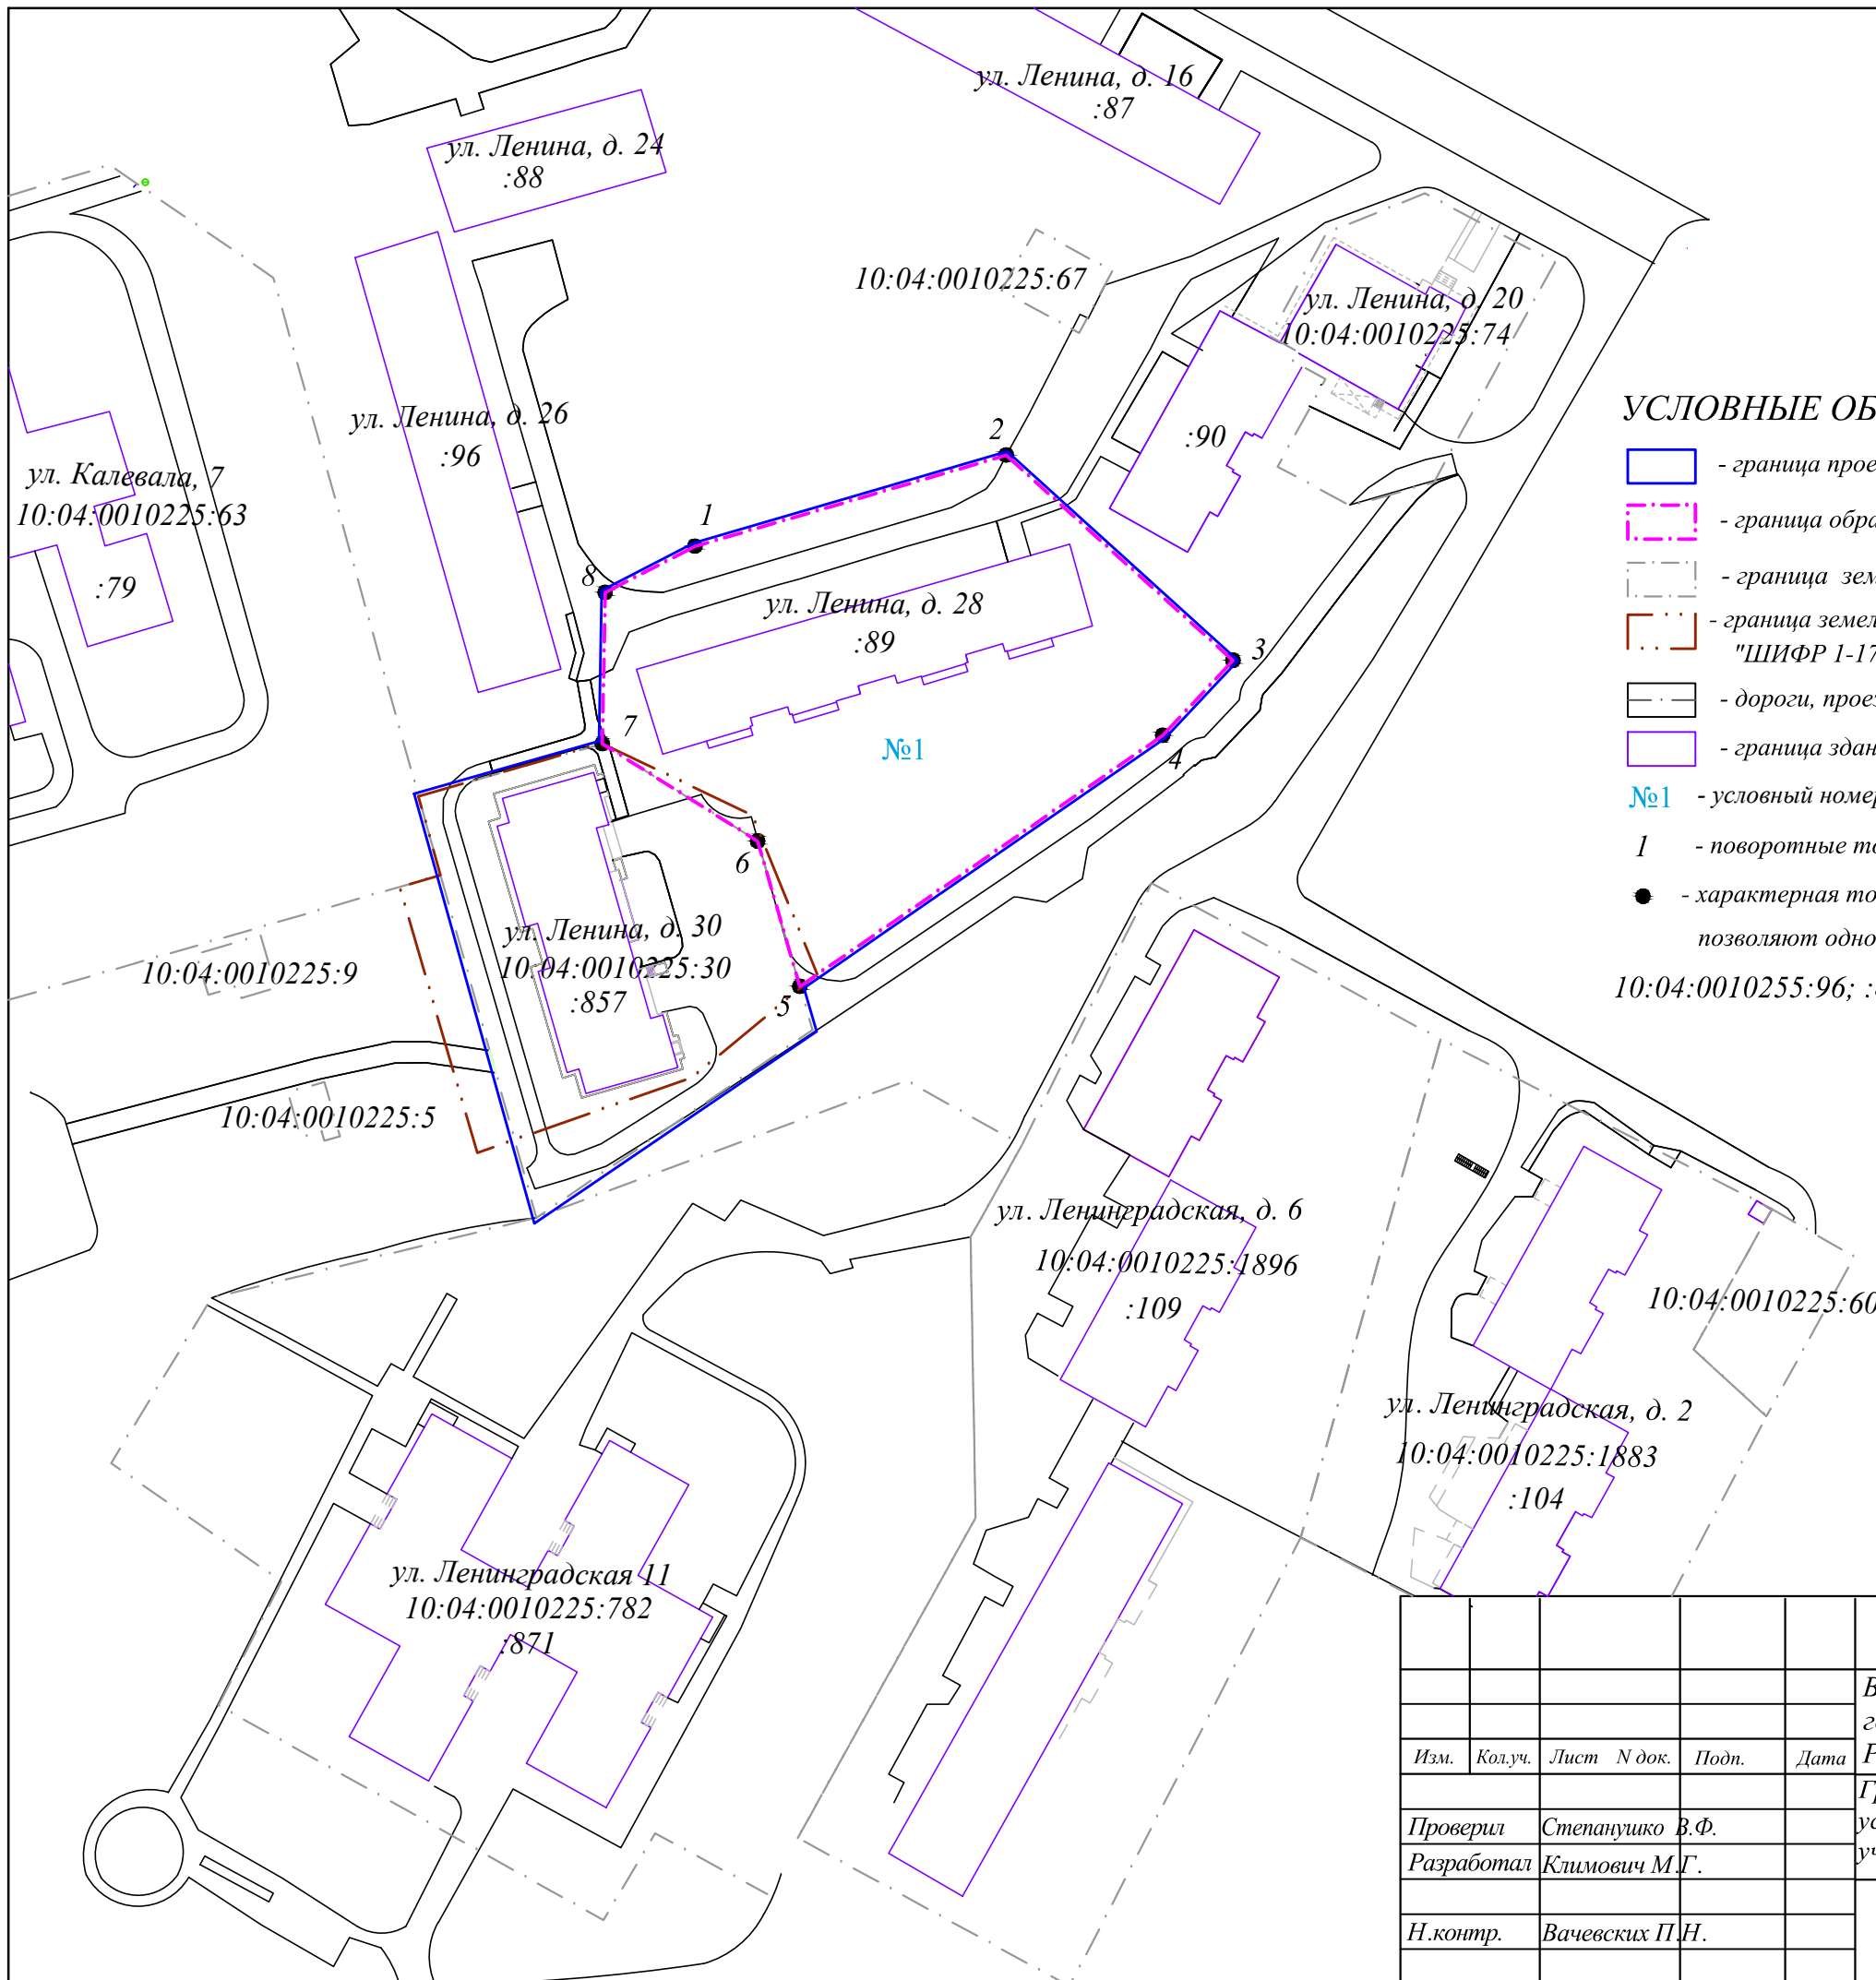 ул. Ленина, д. 16
:87
ул. Ленина, д. 24
:88
10:04:0010225:67
ул. Ленина, д. 20
10:04:0010225:74
ул. Ленина, д. 26
:96
:90
ул. Калевала, 7
10:04:0010225:63
:79
2
1
8
ул. Ленина, д. 28
:89
3
7
4
№1
6
5
ул. Ленина, д. 30
10:04:0010225:30
:857
10:04:0010225:9
10:04:0010225:5
УСЛОВНЫЕ ОБ
- граница прое
- граница обра
- граница зем
- граница земел
"ШИФР 1-17
- дороги, проез
- граница здан
№1 - условный номер
1 - поворотные то
- характерная то
позволяют одно
10:04:0010255:96; :
ул. Ленинградская, д. 6
10:04:0010225:1896
:109
10:04:0010225:60
ул. Ленинградская, д. 2
10:04:0010225:1883
:104
ул. Ленинградская 11
10:04:0010225:782
:871
Изм. Кол.уч. Лист N док. Подп. Дата
Проверил Степанушко В.Ф.
Разработал Климович М.Г.
Н.контр. Вачевских П.Н.